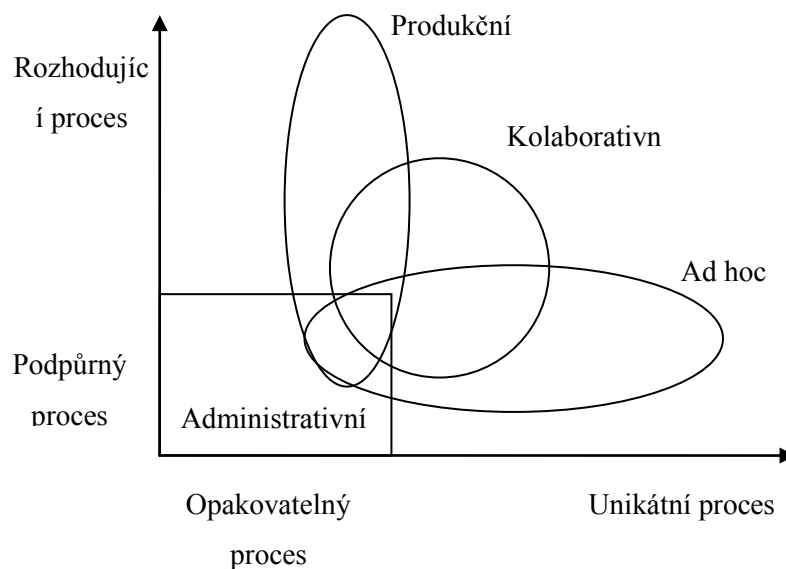 Produkční
Rozhodujíc
í proces
Kolaborativn
Ad hoc
Podpůrný
proces
Administrativní
Opakovatelný
proces
Unikátní proces